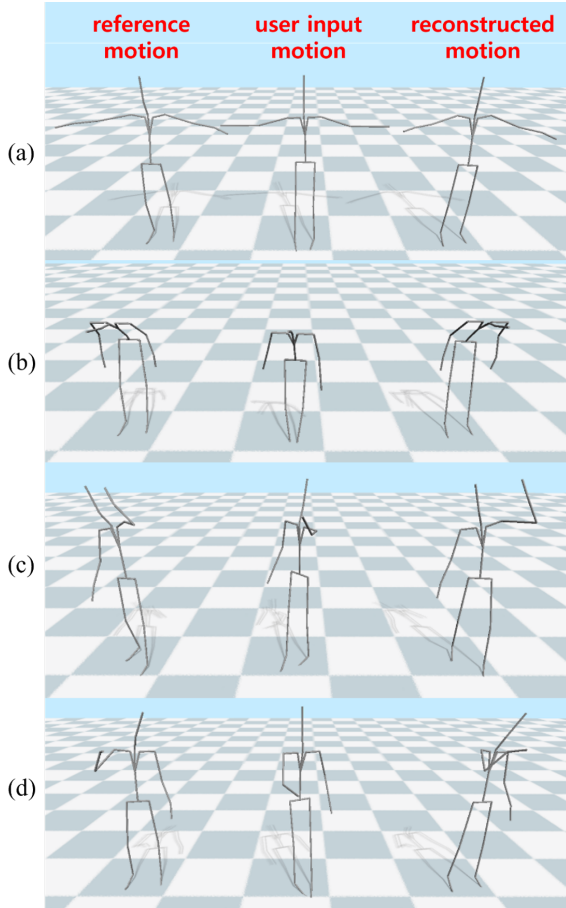 reference
motion
user input
motion
reconstructed
motion
(a)
(b)
(c)
(d)